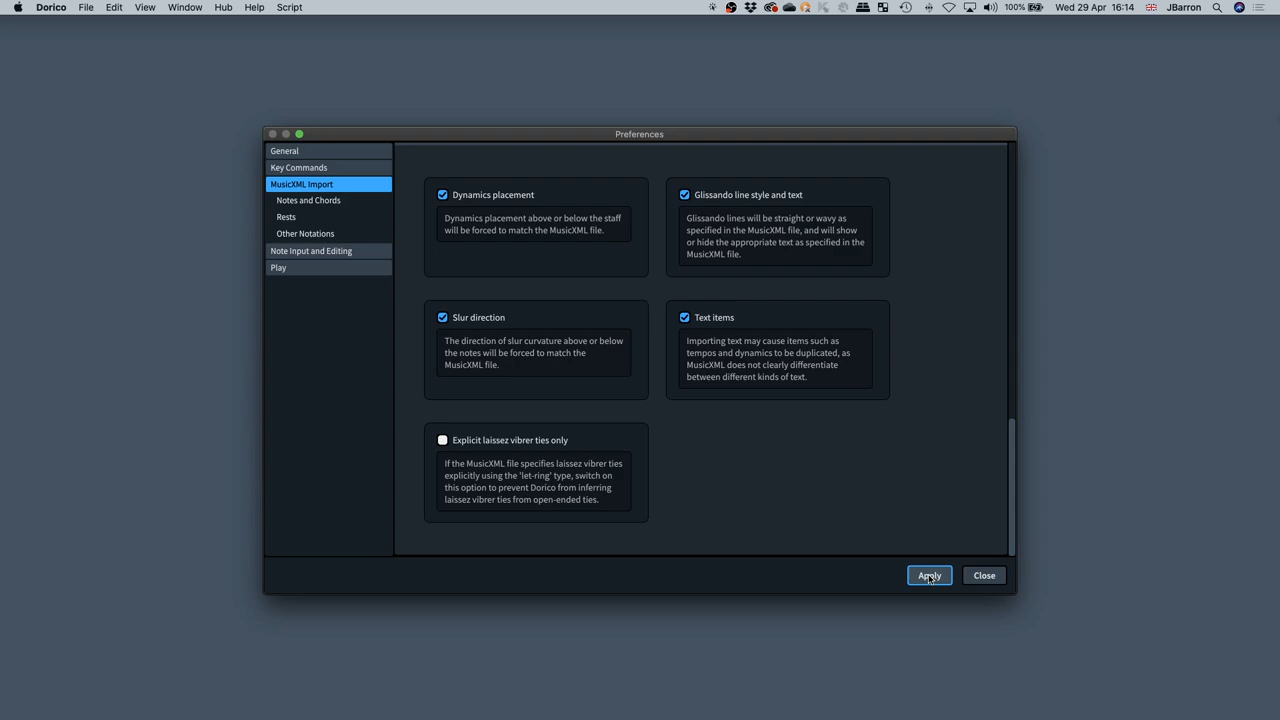 Dorico File Edit View Window Hub Help Script 100% Wed 29 Apr 16:14 JBarron
Preferences
General
Key Commands
MusicXML Import
Notes and Chords
Rests
Other Notations
Note Input and Editing
Play
Dynamics placement
Dynamics placement above or below the staff
will be forced to match the MusicXML file.
Glissando line style and text
Glissando lines will be straight or wavy as
specified in the MusicXML file, and will show
or hide the appropriate text as specified in the
MusicXML file.
Slur direction
The direction of slur curvature above or below
the notes will be forced to match the
MusicXML file.
Text items
Importing text may cause items such as
tempos and dynamics to be duplicated, as
MusicXML does not clearly differentiate
between different kinds of text.
Explicit laissez vibrer ties only
If the MusicXML file specifies laissez vibrer ties
explicitly using the 'let-ring' type, switch on
this option to prevent Dorico from inferring
laissez vibrer ties from open-ended ties.
Apply
Close